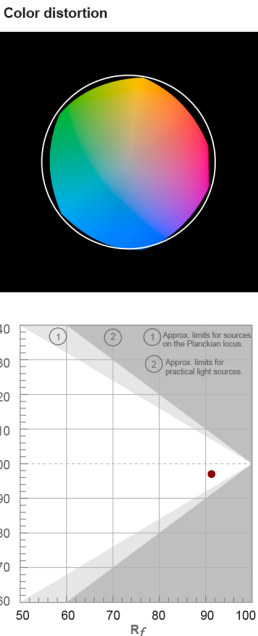 Color distortion
40
1
2
1 Approx. limits for sources
on the Planckian locus.
2 Approx. limits for
practical light sources.
30
20
10
00
90
80
70
60
50 60 70 80 90 100
Rf